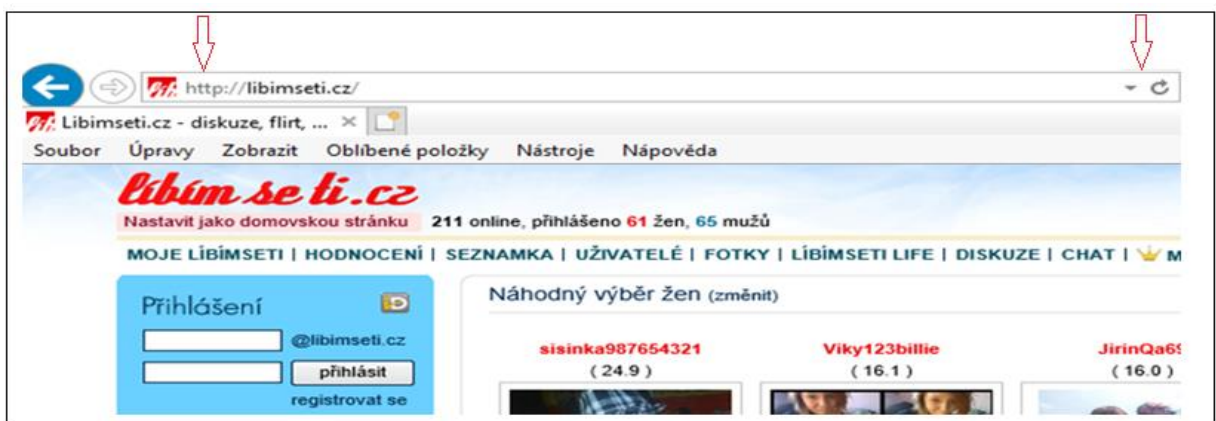 http://libimseti.cz/
Libimseti.cz - diskuze, flirt, ...
Soubor Úpravy Zobrazit Oblíbené položky Nástroje Nápověda
líbím se ti.cz
Nastavit jako domovskou stránku 211 online, přihlášeno 61 žen, 65 mužů
MOJE LÍBÍMSETI | HODNOCENÍ | SEZNAMKA | UŽIVATELÉ | FOTKY | LÍBÍMSETI LIFE | DISKUZE | CHAT | M
Přihlášení
@libimseti.cz
přihlásit
registrovat se
Náhodný výběr žen (změnit)
sisinka987654321 Viky123billie JirinQa69
( 24.9 ) ( 16.1 ) ( 16.0 )